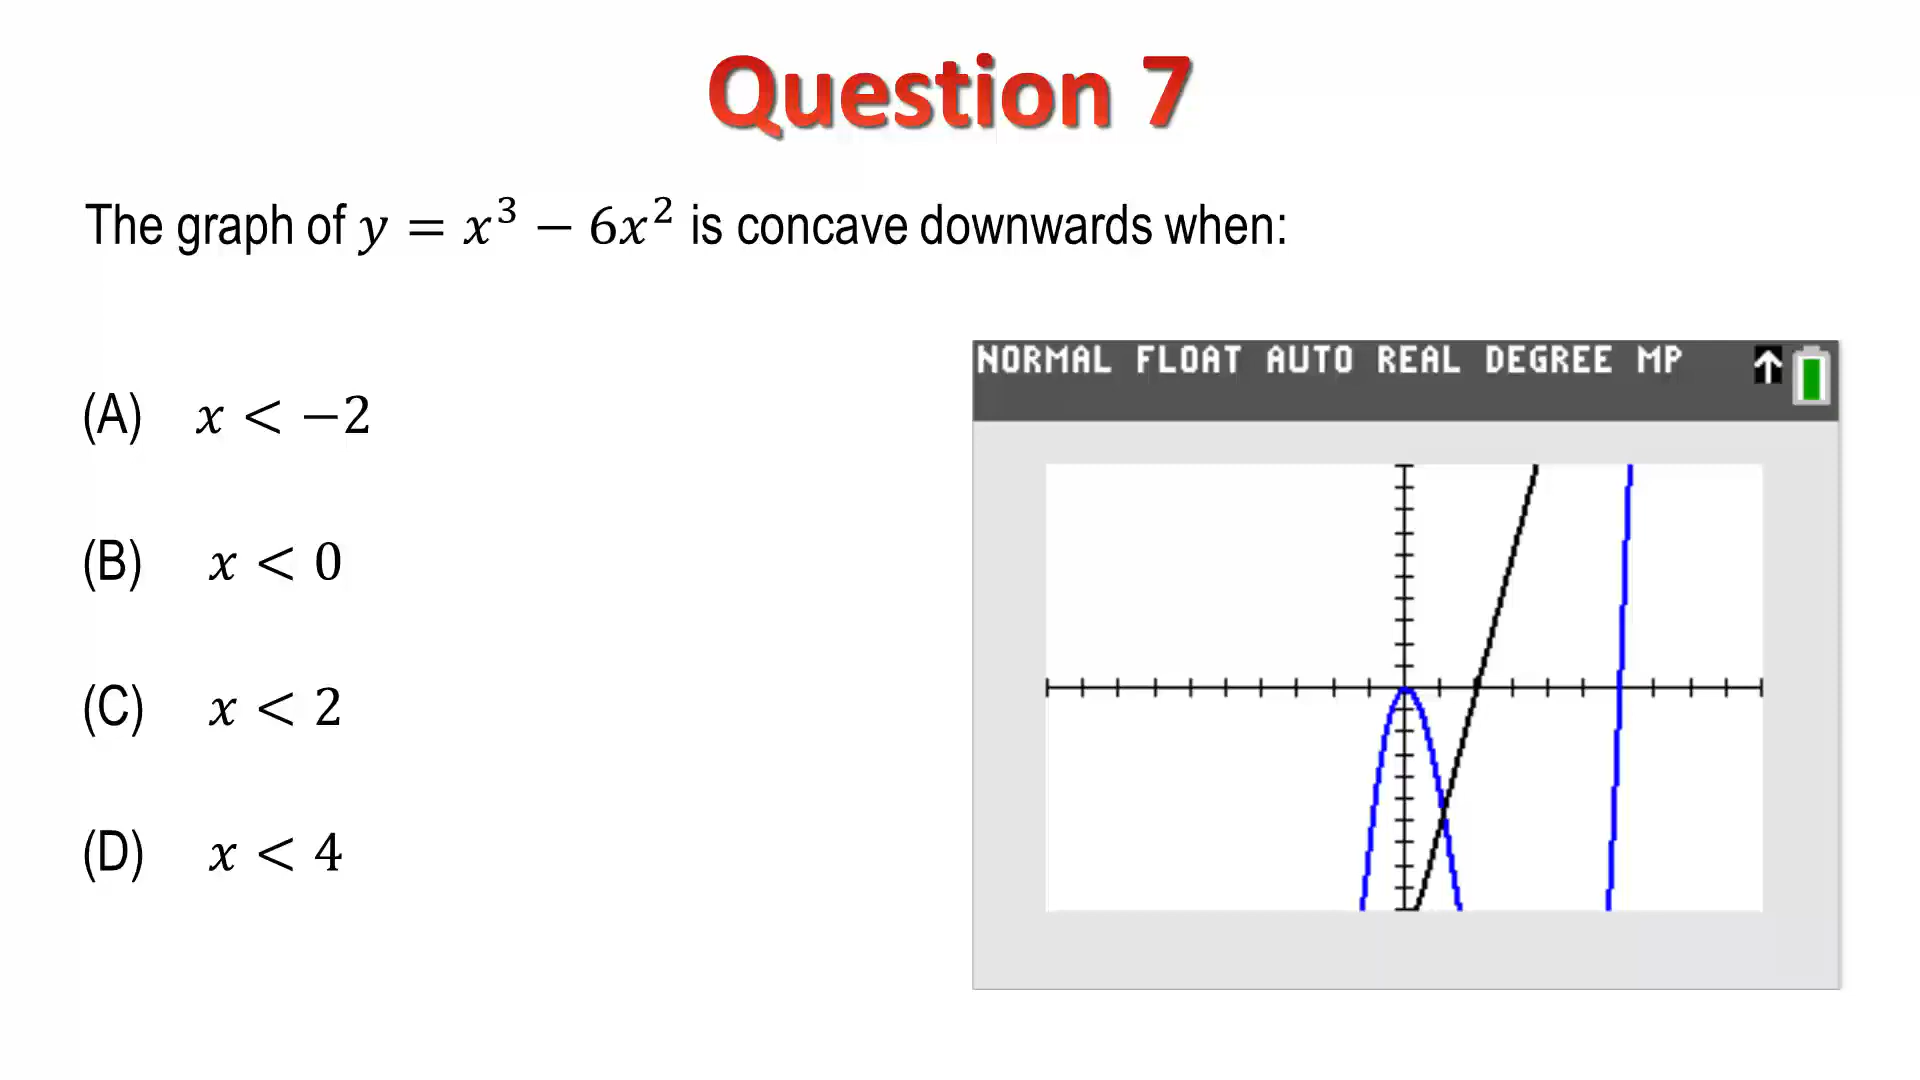 Question 7
The graph of y = x³ − 6x² is concave downwards when:
(A) x < −2
(B) x < 0
(C) x < 2
(D) x < 4
NORMAL FLOAT AUTO REAL DEGREE MP